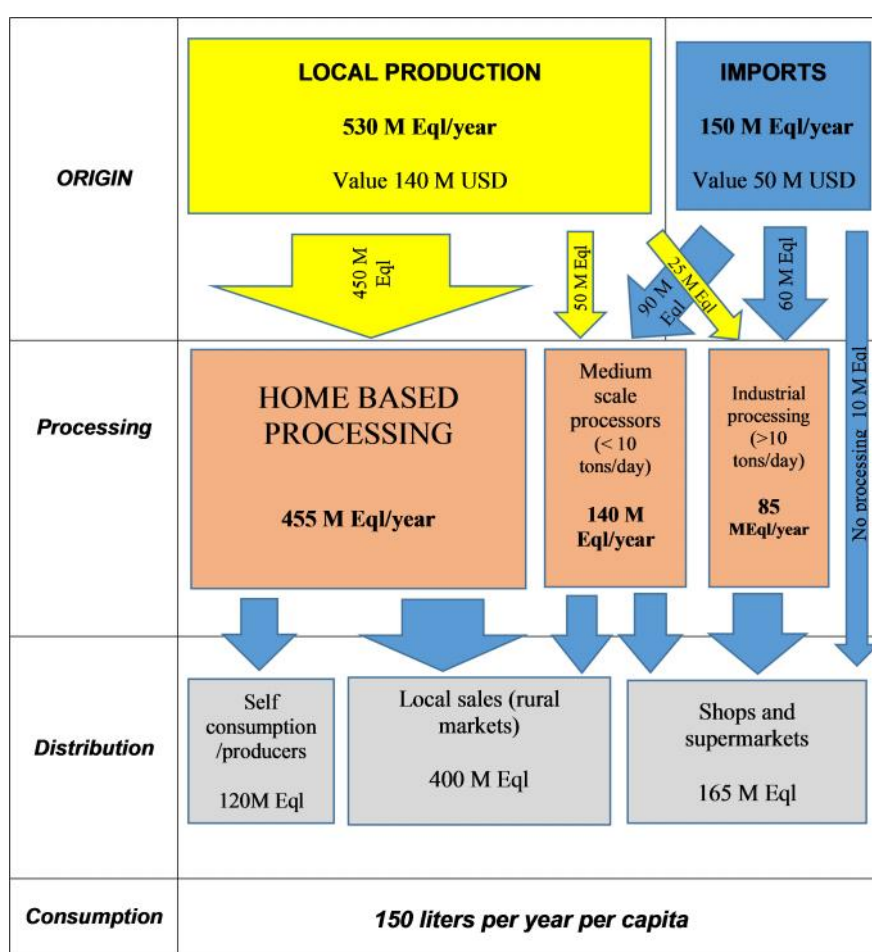 ORIGIN
LOCAL PRODUCTION
530 M Eql/year
Value 140 M USD
IMPORTS
150 M Eql/year
Value 50 M USD
450 M
Eql
50 M Eql
25 M Eql
90 M
Eql
60 M Eql
No processing 10 M Eql
Processing
HOME BASED
PROCESSING
455 M Eql/year
Medium
scale
processors
(< 10
tons/day)
140 M
Eql/year
Industrial
processing
(>10
tons/day)
85
MEql/year
Distribution
Self
consumption
/producers
120M Eql
Local sales (rural
markets)
400 M Eql
Shops and
supermarkets
165 M Eql
Consumption
150 liters per year per capita